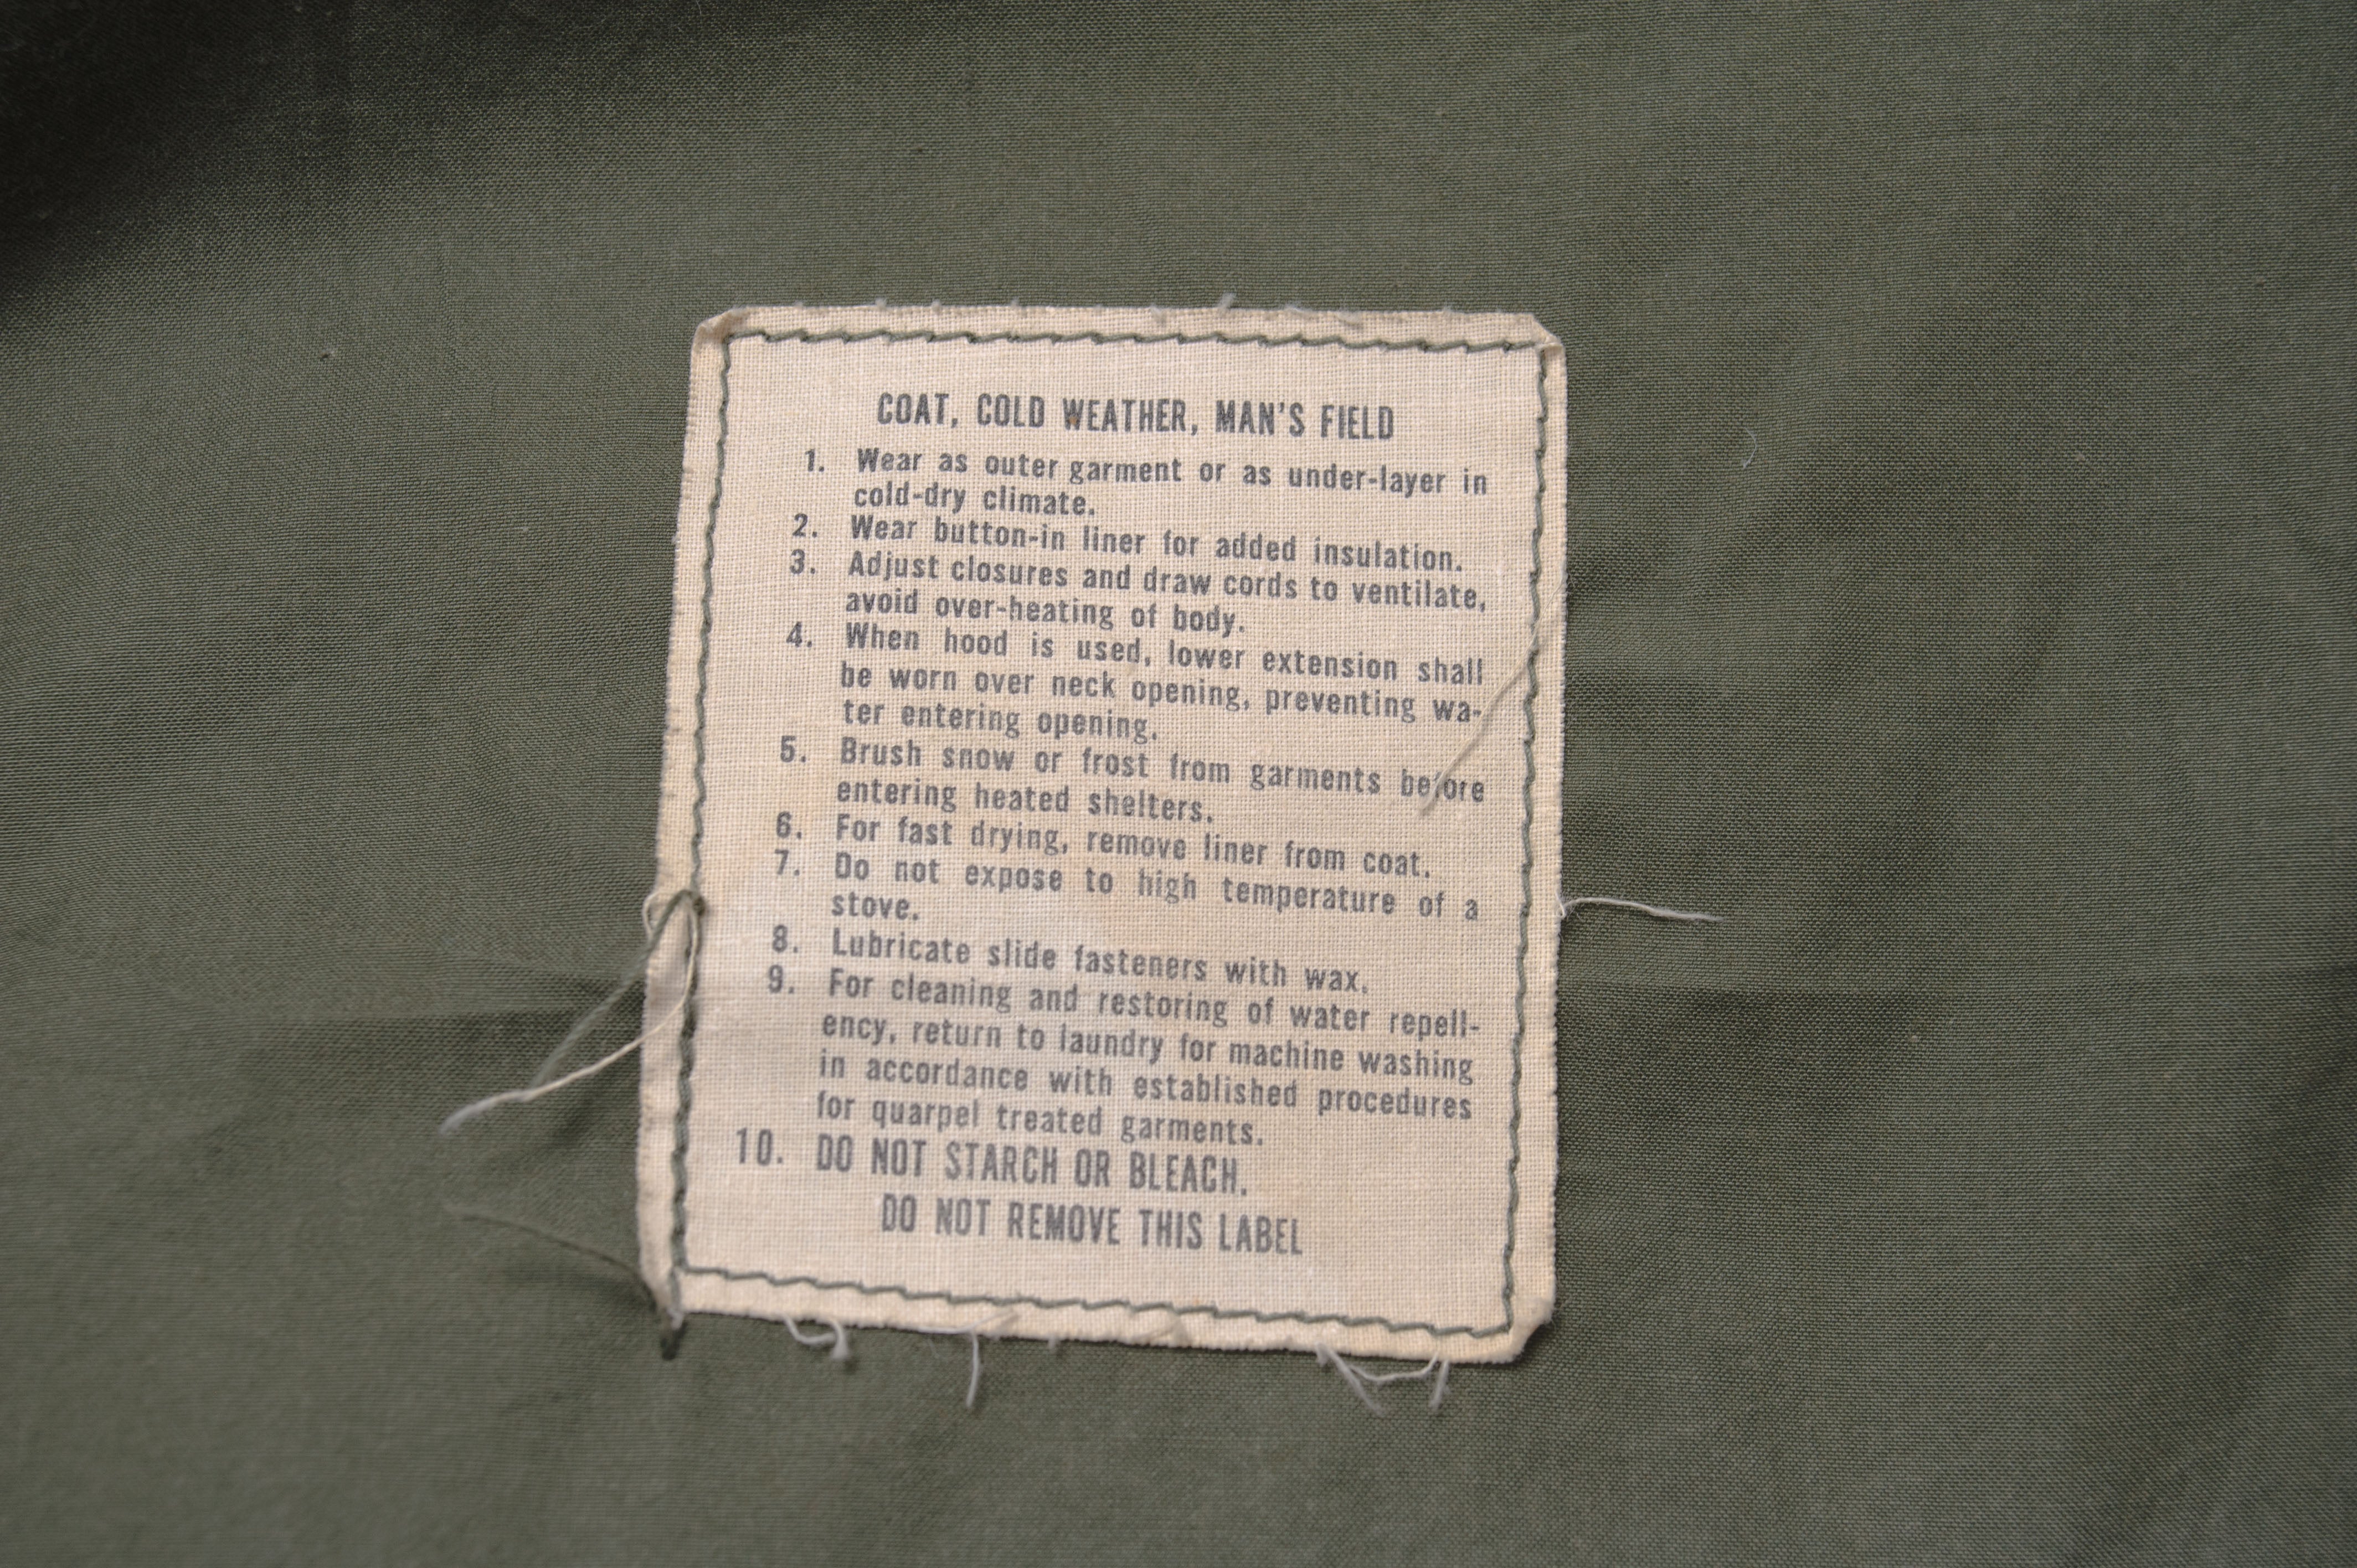 COAT, COLD WEATHER, MAN'S FIELD
1. Wear as outer garment or as under-layer in
cold-dry climate.
2. Wear button-in liner for added insulation.
3. Adjust closures and draw cords to ventilate,
avoid over-heating of body.
4. When hood is used, lower extension shall
be worn over neck opening, preventing wa-
ter entering opening.
5. Brush snow or frost from garments before
entering heated shelters.
6. For fast drying, remove liner from coat.
7. Do not expose to high temperature of a
stove.
8. Lubricate slide fasteners with wax.
9. For cleaning and restoring of water repell-
ency, return to laundry for machine washing
in accordance with established procedures
for quarpel treated garments.
10. DO NOT STARCH OR BLEACH.
DO NOT REMOVE THIS LABEL